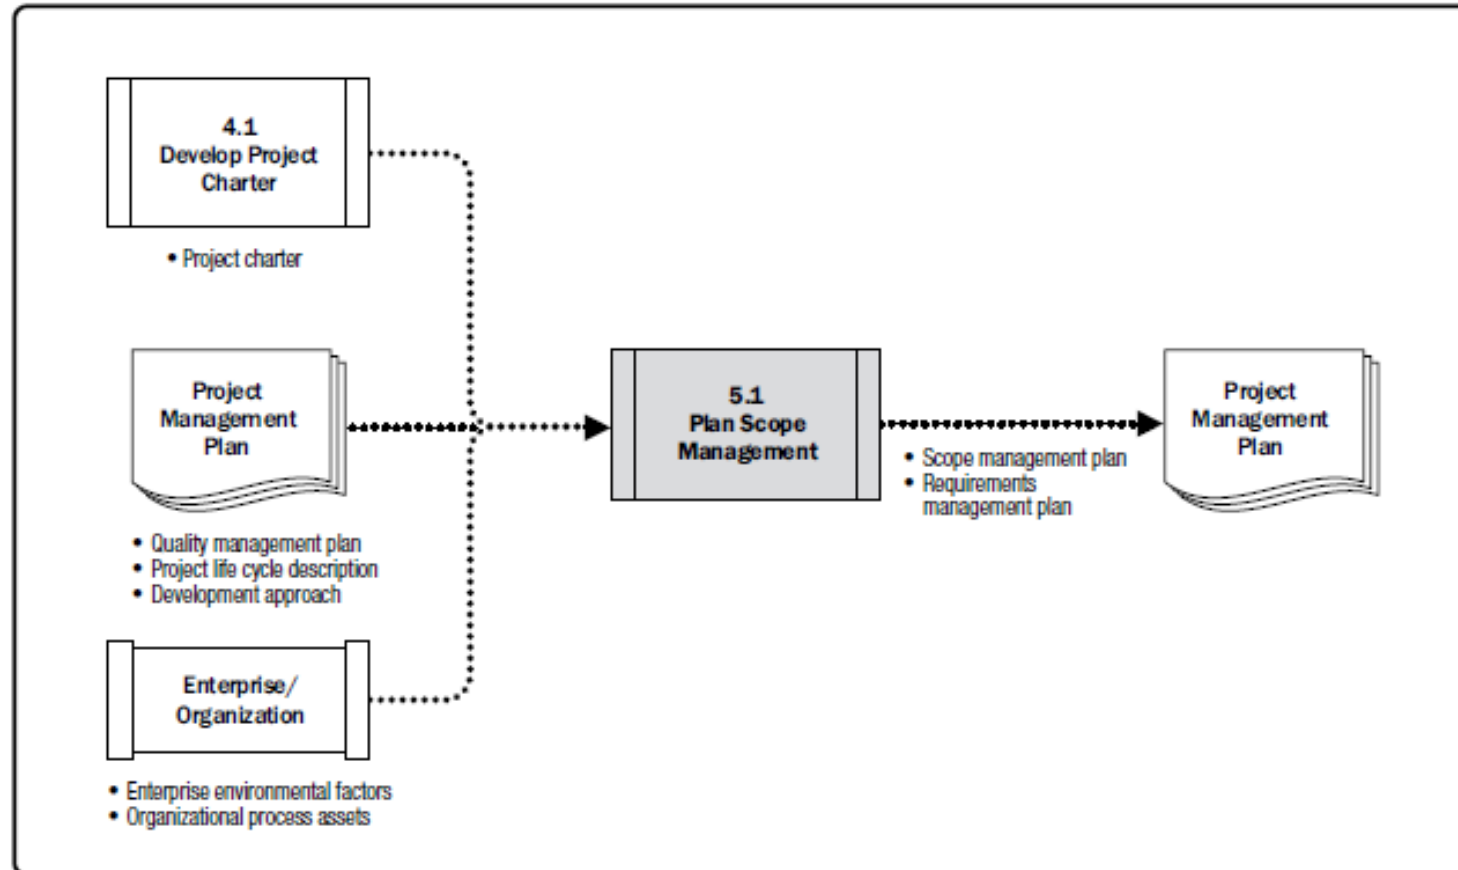 4.1
Develop Project
Charter
• Project charter
Project
Management
Plan
• Quality management plan
• Project life cycle description
• Development approach
Enterprise/
Organization
• Enterprise environmental factors
• Organizational process assets
5.1
Plan Scope
Management
• Scope management plan
• Requirements
management plan
Project
Management
Plan